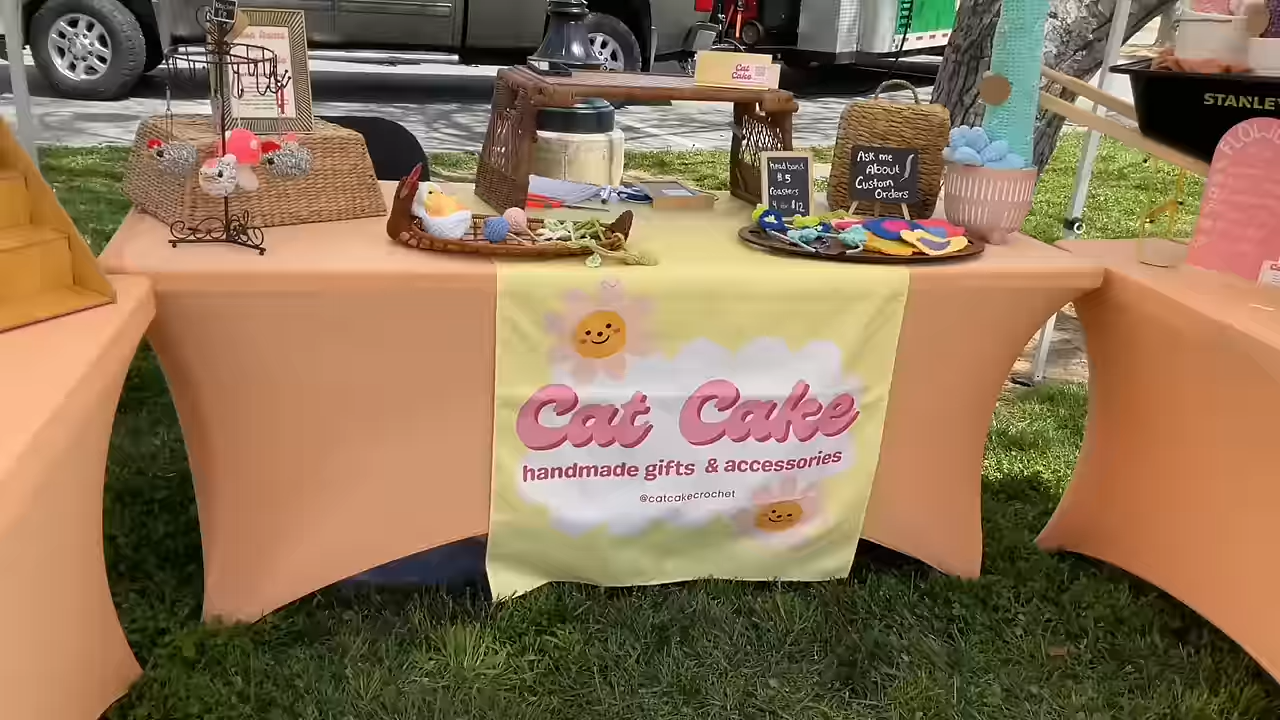 Cat
Cake
STANLEY
headband
$5
coasters
4 for $12
Ask me
About
Custom
Orders
Cat Cake
handmade gifts & accessories
@catcakecrochet